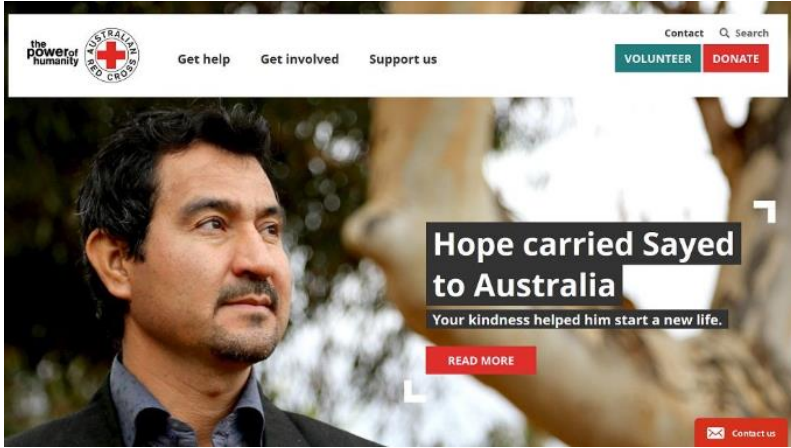 the
power of
humanity
AUSTRALIAN
RED CROSS
Get help
Get involved
Support us
Contact
Search
VOLUNTEER
DONATE
Hope carried Sayed
to Australia
Your kindness helped him start a new life.
READ MORE
Contact us